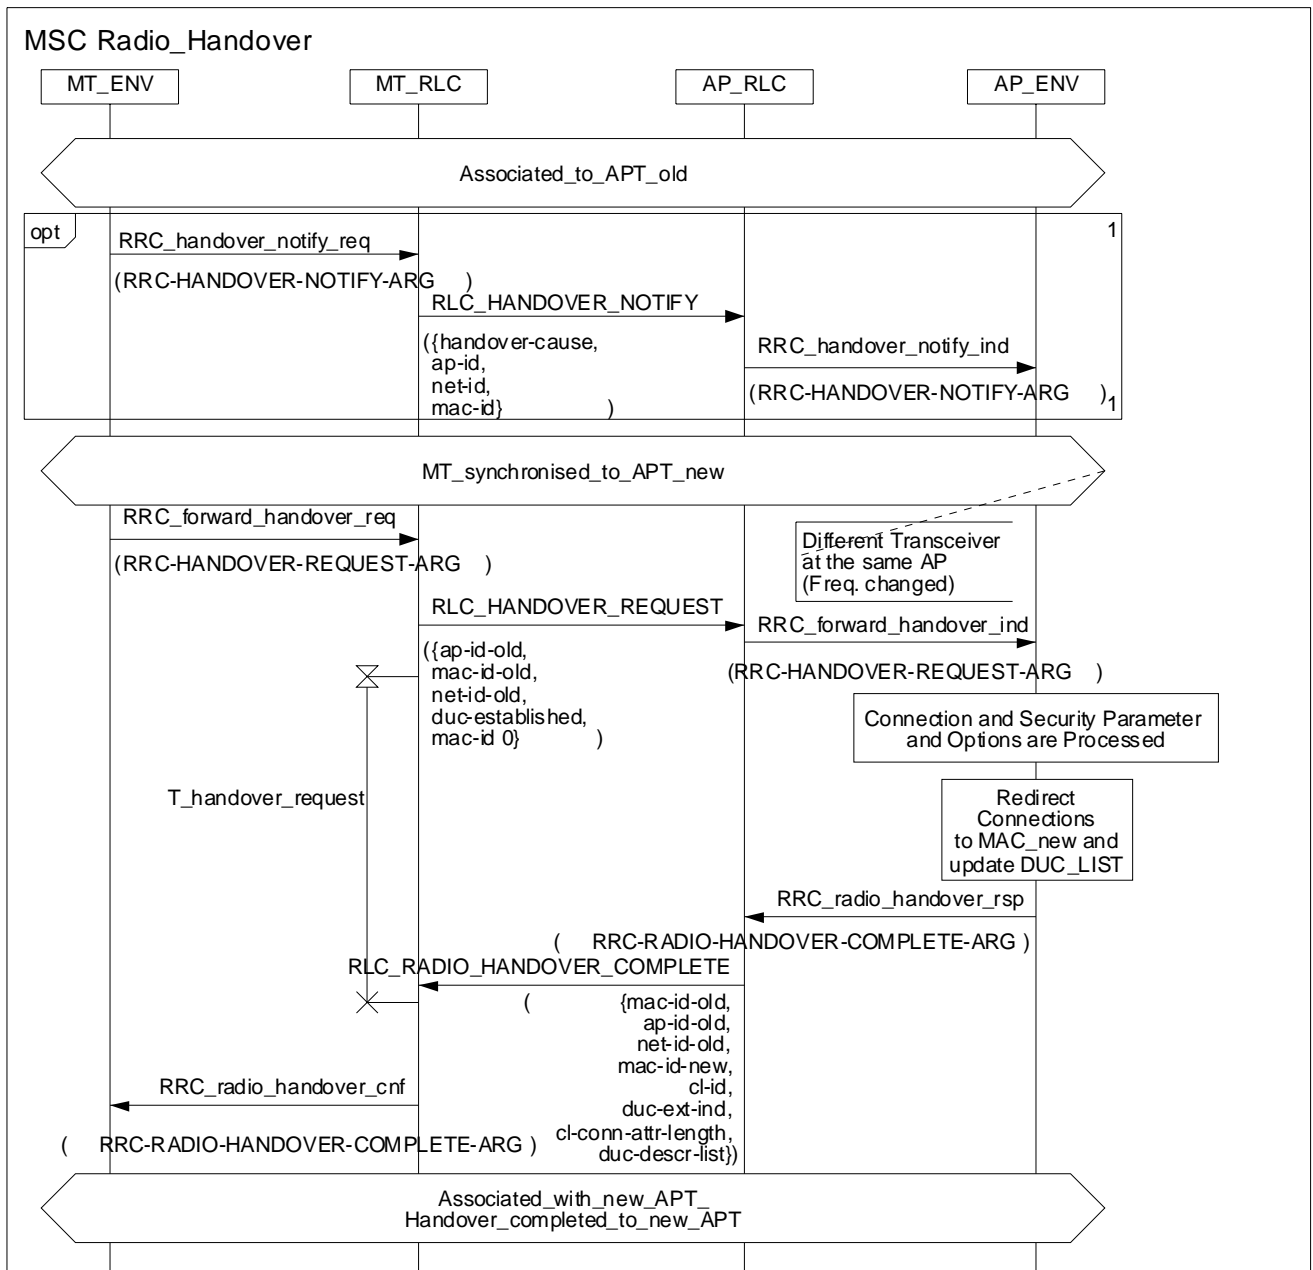 MSC Radio_Handover
MT_ENV
MT_RLC
AP_RLC
AP_ENV
Associated_to_APT_old
opt
1
RRC_handover_notify_req
(RRC-HANDOVER-NOTIFY-ARG )
RLC_HANDOVER_NOTIFY
({handover-cause,
ap-id,
net-id,
mac-id} )
RRC_handover_notify_ind
(RRC-HANDOVER-NOTIFY-ARG )
1
MT_synchronised_to_APT_new
RRC_forward_handover_req
(RRC-HANDOVER-REQUEST-ARG )
Different Transceiver
at the same AP
(Freq. changed)
RLC_HANDOVER_REQUEST
({ap-id-old,
mac-id-old,
net-id-old,
duc-established,
mac-id 0} )
RRC_forward_handover_ind
(RRC-HANDOVER-REQUEST-ARG )
Connection and Security Parameter
and Options are Processed
T_handover_request
Redirect
Connections
to MAC_new and
update DUC_LIST
RRC_radio_handover_rsp
( RRC-RADIO-HANDOVER-COMPLETE-ARG )
RLC_RADIO_HANDOVER_COMPLETE
( {mac-id-old,
ap-id-old,
net-id-old,
mac-id-new,
cl-id,
duc-ext-ind,
cl-conn-attr-length,
duc-descr-list})
RRC_radio_handover_cnf
( RRC-RADIO-HANDOVER-COMPLETE-ARG )
Associated_with_new_APT_
Handover_completed_to_new_APT